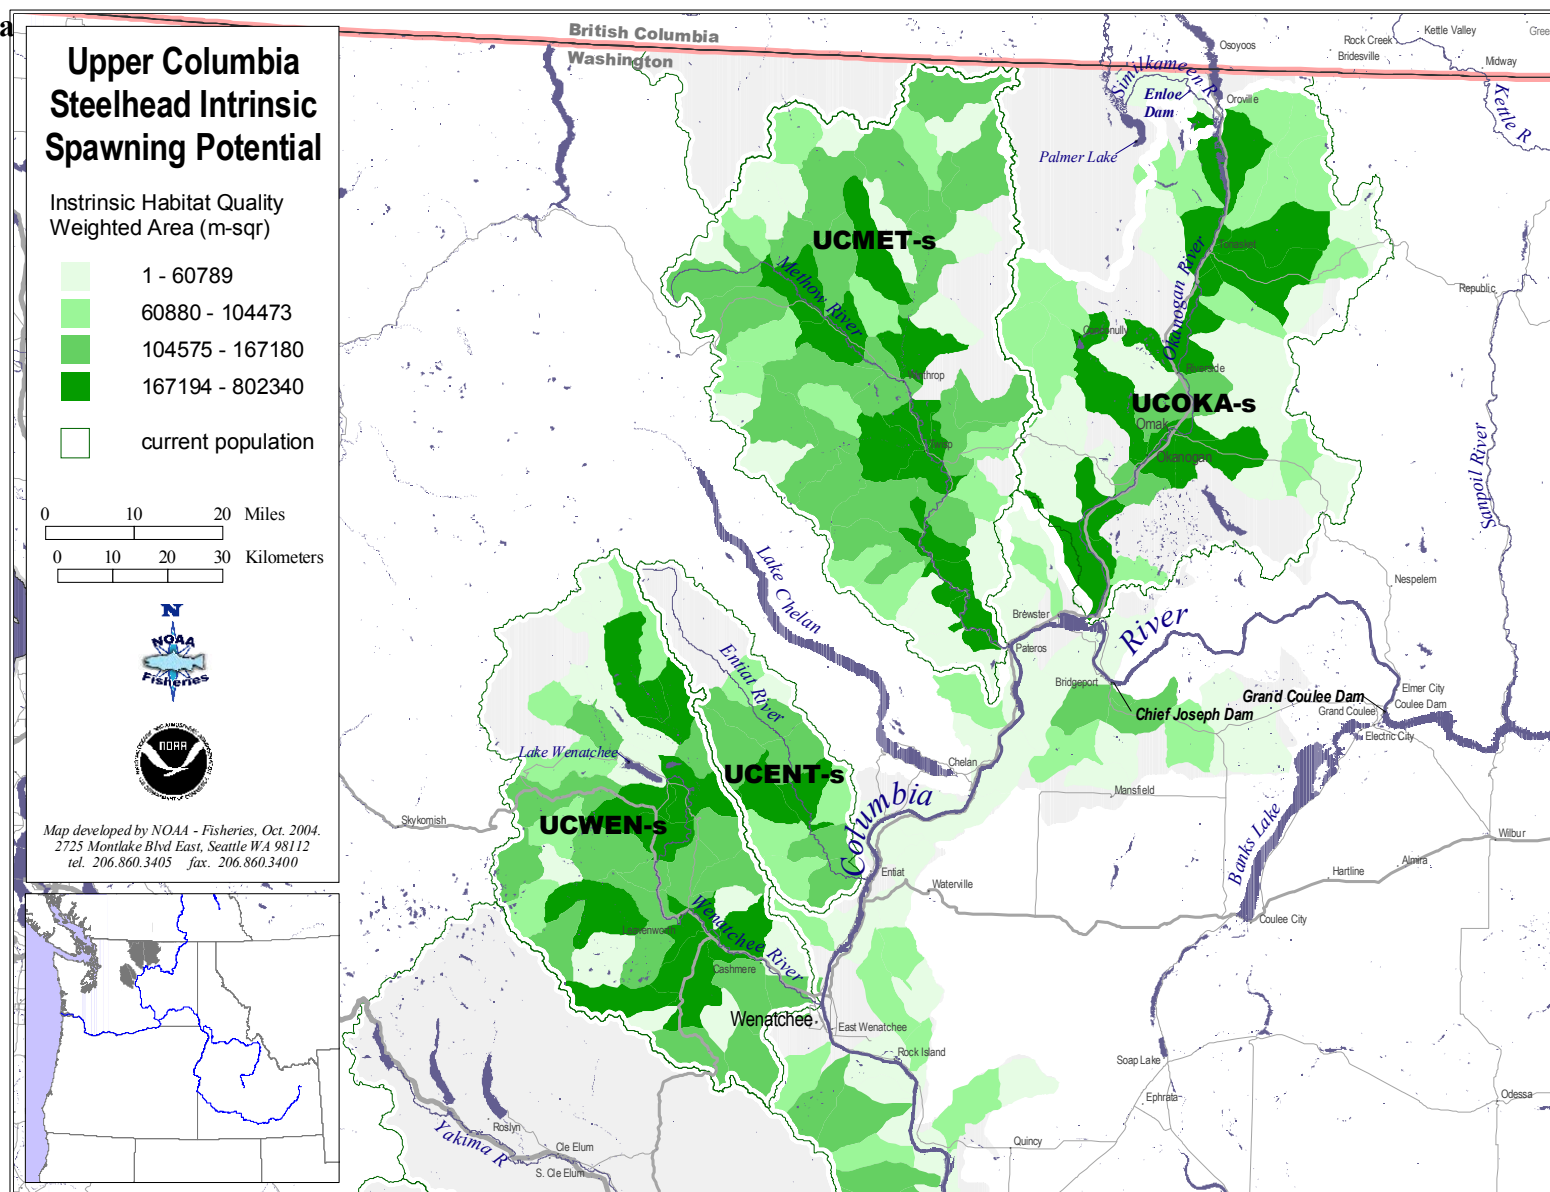 a
Upper Columbia
Steelhead Intrinsic
Spawning Potential
Instrinsic Habitat Quality
Weighted Area (m-sqr)
1 - 60789
60880 - 104473
104575 - 167180
167194 - 802340
current population
0 10 20 Miles
0 10 20 30 Kilometers
N
NOAA
Fisheries
NOAA
Map developed by NOAA - Fisheries, Oct. 2004.
2725 Montlake Blvd East, Seattle WA 98112
tel. 206.860.3405 fax. 206.860.3400
British Columbia
Washington
Osoyoos
Rock Creek
Bridesville
Kettle Valley
Gree
Midway
Kettle R
Similkameen R
Enloe
Dam
Oroville
Palmer Lake
UCMET-s
Methow River
Tonasket
Okanogan River
Republic
Conconully
Riverside
Winthrop
UCOKA-s
Omak
Okanogan
Twisp
Sanpoil River
Lake Chelan
Nespelem
Brewster
River
Pateros
Entiat River
Bridgeport
Chief Joseph Dam
Grand Coulee Dam
Elmer City
Coulee Dam
Grand Coulee
Electric City
Lake Wenatchee
UCENT-s
Chelan
Columbia
Mansfield
Skykomish
UCWEN-s
Banks Lake
Wilbur
Almira
Hartline
Entiat
Waterville
Coulee City
Wenatchee River
Leavenworth
Cashmere
Wenatchee
East Wenatchee
Rock Island
Soap Lake
Ephrata
Odessa
Quincy
Roslyn
Yakima R
Cle Elum
S. Cle Elum